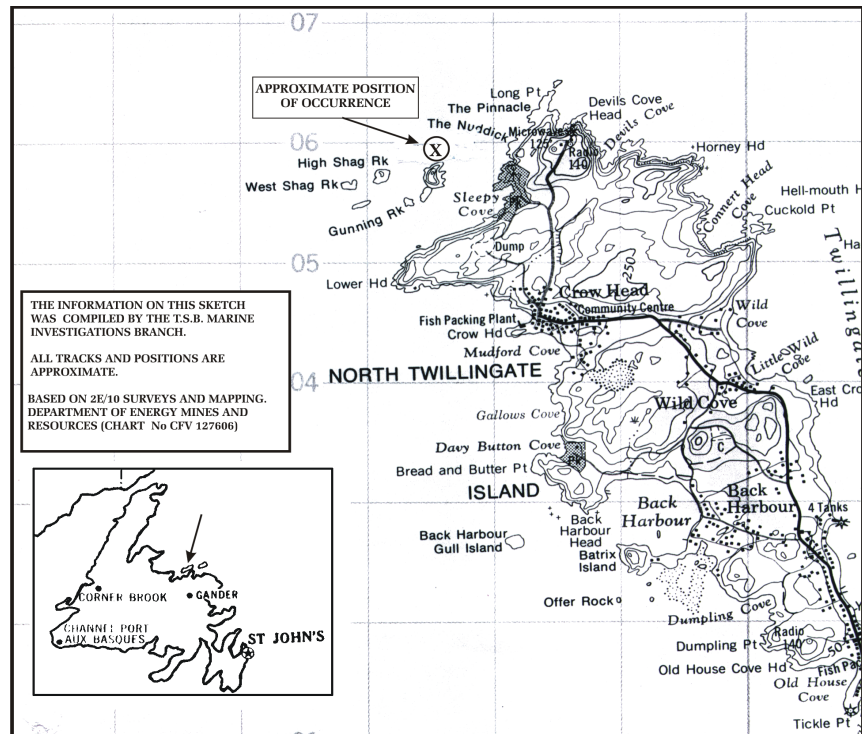 07
APPROXIMATE POSITION
OF OCCURRENCE
Long Pt
The Pinnacle
Devils Cove
Head
The Nuddick
Microwave
Devils Cove
06
X
125
Radio
140
Horney Hd
High Shag Rk
West Shag Rk
Sleepy
Cove
Pk
Gunning Rk
Connert Head
Cove
Hell-mouth H
Cuckold Pt
Twillingate
Ha
Dump
05
250
Lower Hd
Crow Head
Community Centre
Fish Packing Plant
Crow Hd
Wild
Cove
Mudford Cove
Little Wild
Cove
THE INFORMATION ON THIS SKETCH
WAS COMPILED BY THE T.S.B. MARINE
INVESTIGATIONS BRANCH.
ALL TRACKS AND POSITIONS ARE
APPROXIMATE.
BASED ON 2E/10 SURVEYS AND MAPPING.
DEPARTMENT OF ENERGY MINES AND
RESOURCES (CHART No CFV 127606)
04
NORTH TWILLINGATE
East Cro
Hd
Wild Cove
Gallows Cove
Davy Button Cove
Pk
C
Bread and Butter Pt
ISLAND
Back
Harbour
Back
Harbour
4 Tanks
Back
Harbour
Head
Back Harbour
Gull Island
Batrix
Island
Offer Rock
Dumpling Cove
Dumpling Pt
Radio
140
50
Old House Cove Hd
Fish Pac
Old House
Cove
Tickle Pt
CORNER BROOK
GANDER
CHANNEL PORT
AUX BASQUES
ST JOHN'S